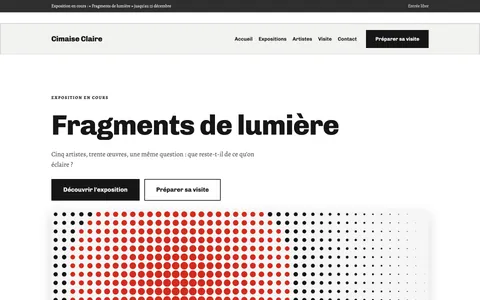 Exposition en cours : « Fragments de lumière » jusqu'au 21 décembre
Entrée libre
Cimaise Claire
Accueil Expositions Artistes Visite Contact Préparer sa visite
EXPOSITION EN COURS
Fragments de lumière
Cinq artistes, trente œuvres, une même question : que reste-t-il de ce qu'on
éclaire ?
Découvrir l'exposition Préparer sa visite